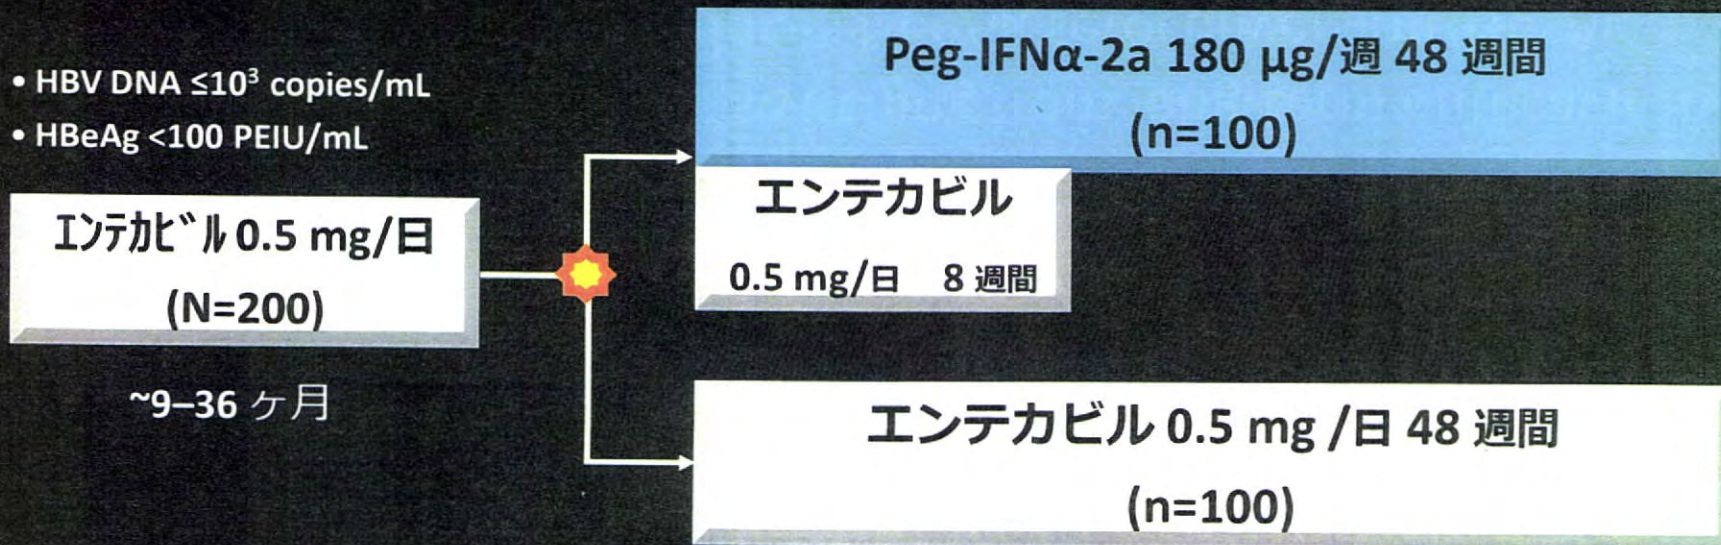 • HBV DNA ≤10³ copies/mL
• HBeAg <100 PEIU/mL
ｴﾝﾃｶﾋﾞﾙ 0.5 mg/日
(N=200)
~9–36 ケ月
Peg-IFNα-2a 180 μg/週 48 週間
(n=100)
エンテカビル
0.5 mg/日 8 週間
エンテカビル 0.5 mg /日 48 週間
(n=100)